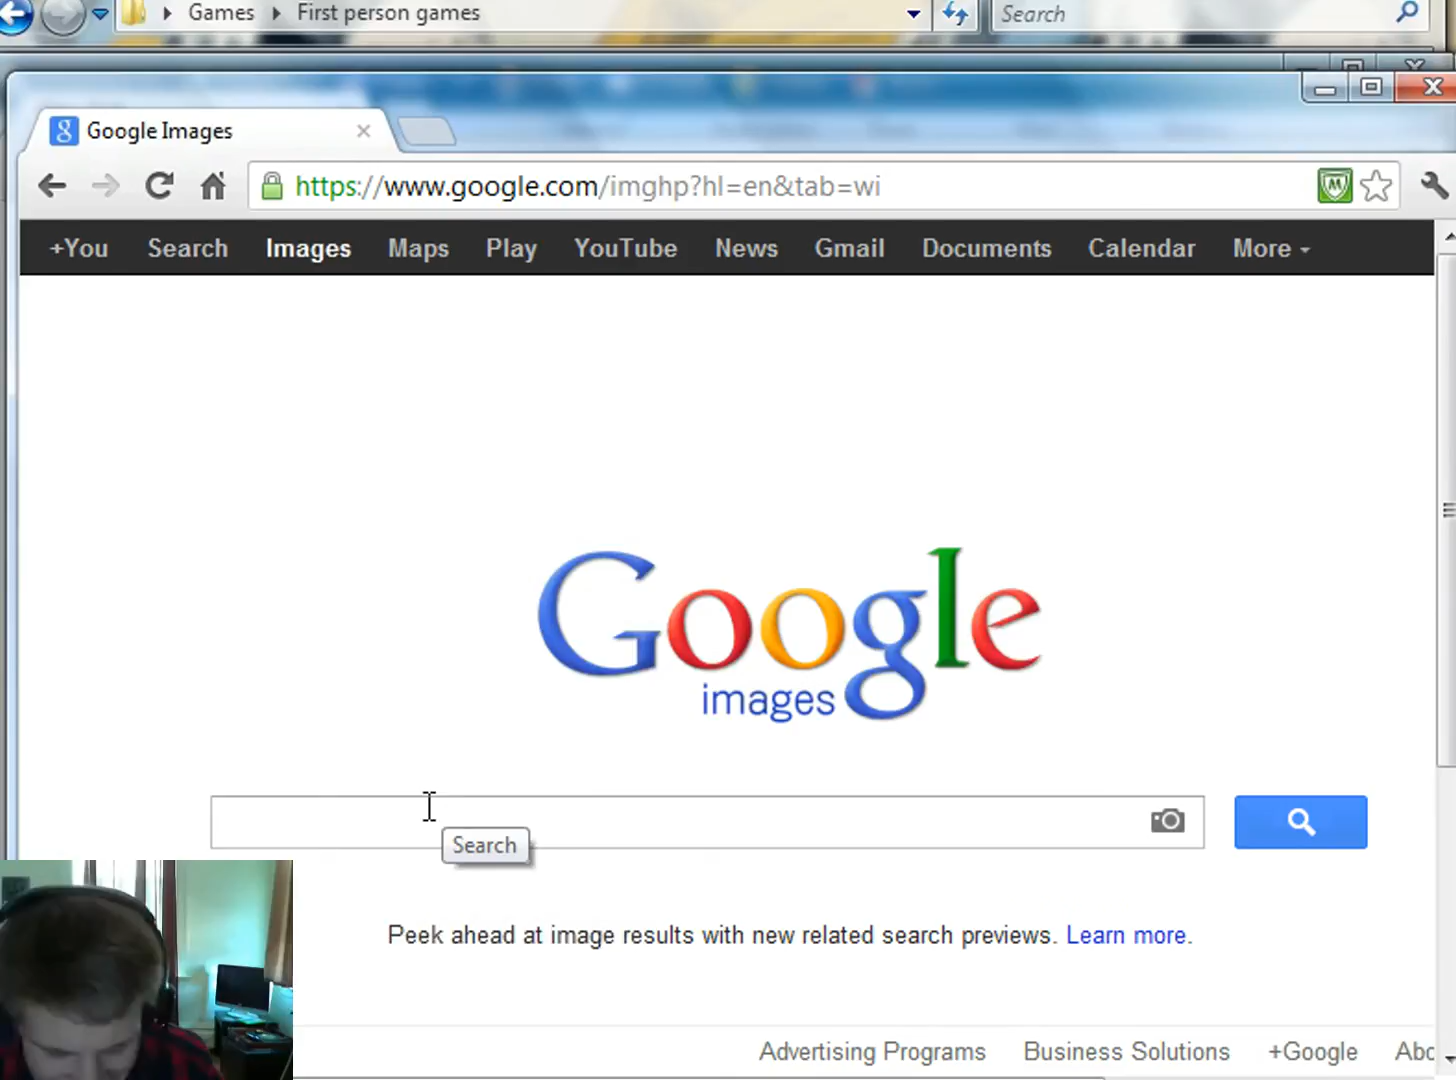 Games First person games Search
Google Images
https://www.google.com/imghp?hl=en&tab=wi
+You Search Images Maps Play YouTube News Gmail Documents Calendar More
Google
images
Search
Peek ahead at image results with new related search previews. Learn more.
Advertising Programs Business Solutions +Google Abo